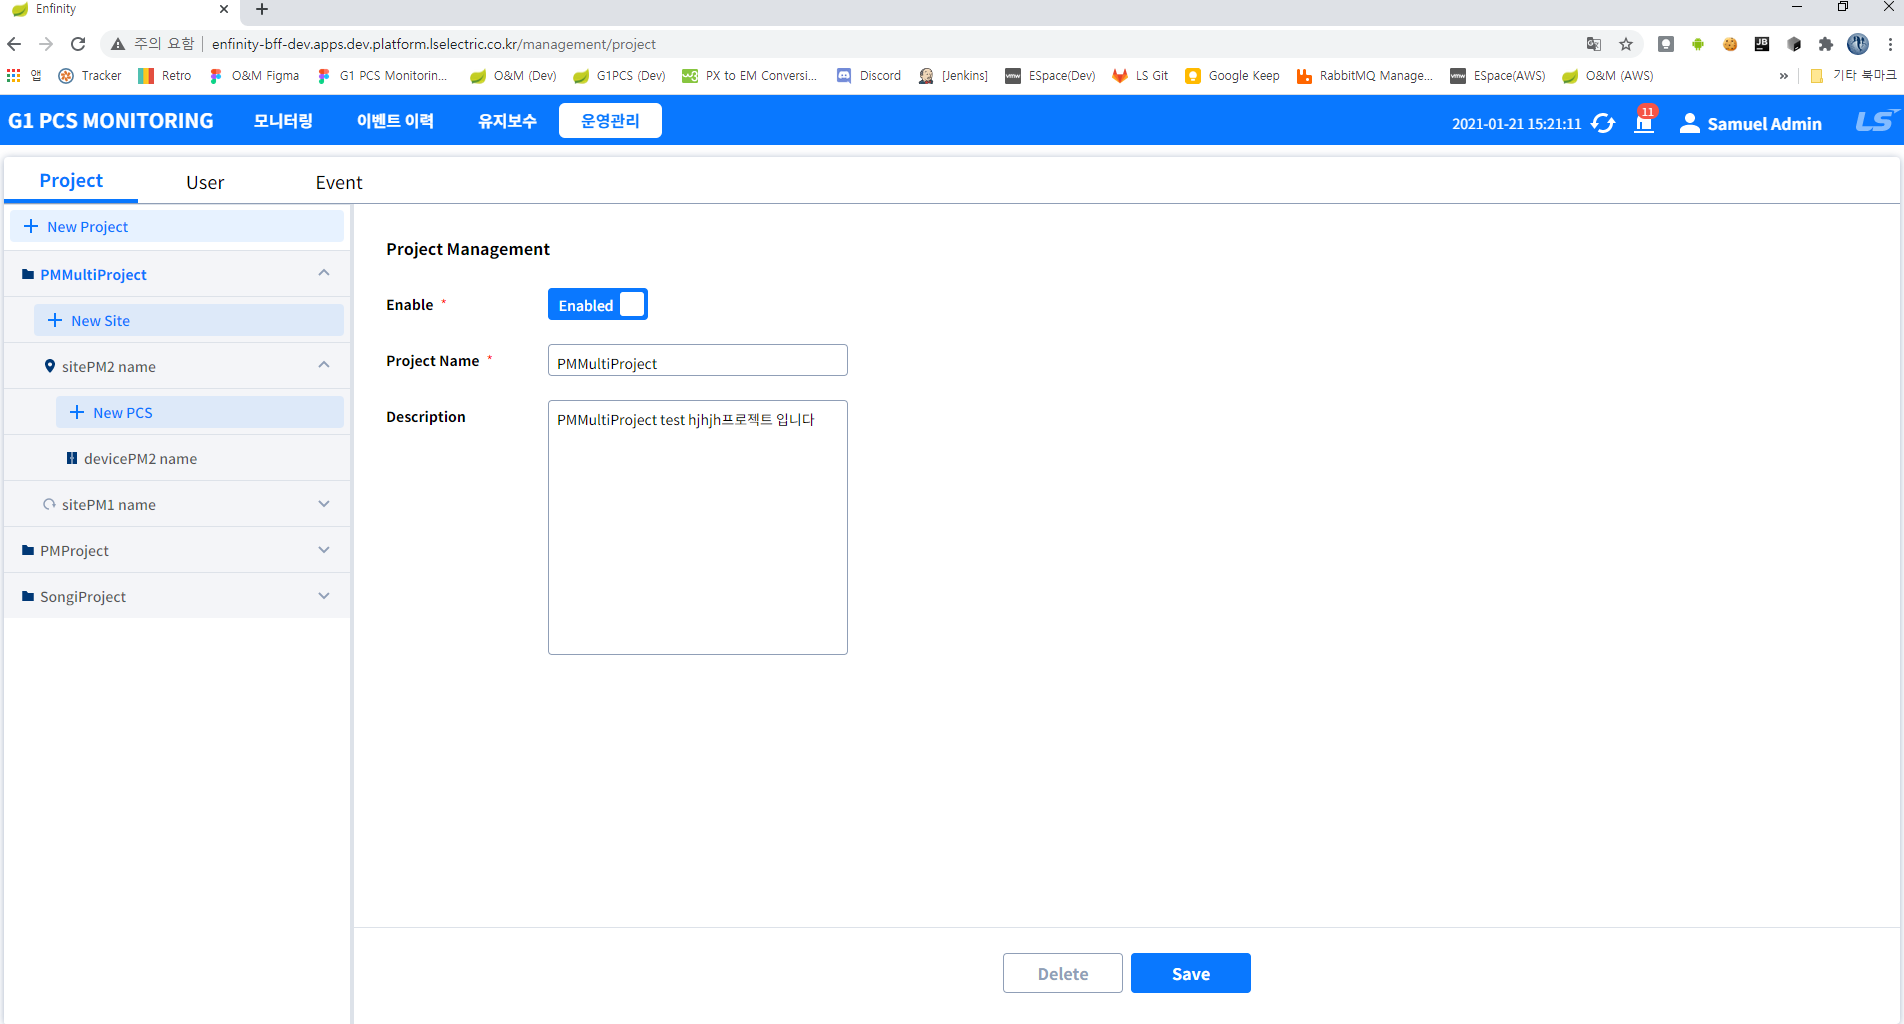 Enfinity
주의 요함 enfinity-bff-dev.apps.dev.platform.lselectric.co.kr/management/project
앱 Tracker Retro O&M Figma G1 PCS Monitorin... O&M (Dev) G1PCS (Dev) PX to EM Conversi... Discord [Jenkins] ESpace(Dev) LS Git Google Keep RabbitMQ Manage... ESpace(AWS) O&M (AWS) » 기타 북마크
G1 PCS MONITORING 모니터링 이벤트 이력 유지보수 운영관리 2021-01-21 15:21:11 11 Samuel Admin LS
Project User Event
New Project
PMMultiProject
New Site
sitePM2 name
New PCS
devicePM2 name
sitePM1 name
PMProject
SongiProject
Project Management
Enable * Enabled
Project Name * PMMultiProject
Description PMMultiProject test hjhjh프로젝트 입니다
Delete Save